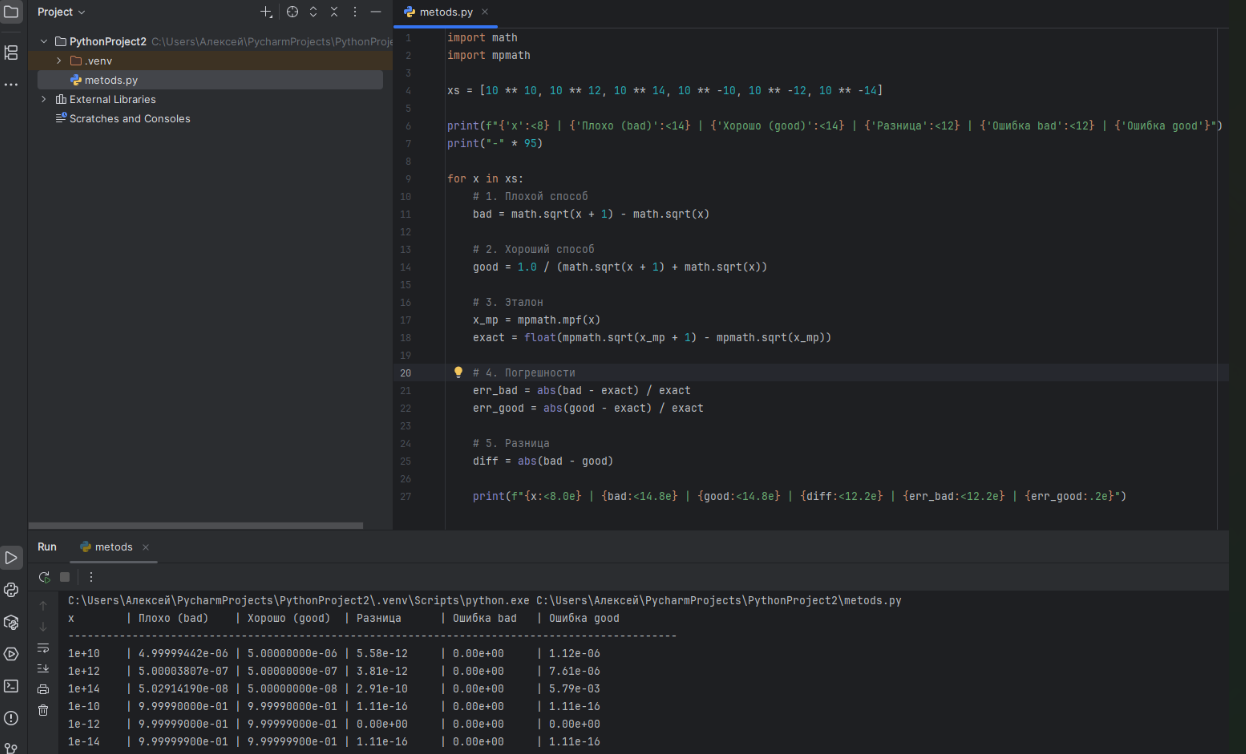 Project
PythonProject2 C:\Users\Алексей\PycharmProjects\PythonProje
.venv
metods.py
External Libraries
Scratches and Consoles
metods.py
1 import math
2 import mpmath
3
4 xs = [10 ** 10, 10 ** 12, 10 ** 14, 10 ** -10, 10 ** -12, 10 ** -14]
5
6 print(f"{'x':<8} | {'Плохо (bad)':<14} | {'Хорошо (good)':<14} | {'Разница':<12} | {'Ошибка bad':<12} | {'Ошибка good'}")
7 print("-" * 95)
8
9 for x in xs:
10 # 1. Плохой способ
11 bad = math.sqrt(x + 1) - math.sqrt(x)
12
13 # 2. Хороший способ
14 good = 1.0 / (math.sqrt(x + 1) + math.sqrt(x))
15
16 # 3. Эталон
17 x_mp = mpmath.mpf(x)
18 exact = float(mpmath.sqrt(x_mp + 1) - mpmath.sqrt(x_mp))
19
20 # 4. Погрешности
21 err_bad = abs(bad - exact) / exact
22 err_good = abs(good - exact) / exact
23
24 # 5. Разница
25 diff = abs(bad - good)
26
27 print(f"{x:<8.0e} | {bad:<14.8e} | {good:<14.8e} | {diff:<12.2e} | {err_bad:<12.2e} | {err_good:.2e}")
Run
metods
C:\Users\Алексей\PycharmProjects\PythonProject2\.venv\Scripts\python.exe C:\Users\Алексей\PycharmProjects\PythonProject2\metods.py
x | Плохо (bad) | Хорошо (good) | Разница | Ошибка bad | Ошибка good
-----------------------------------------------------------------------------------------------
1e+10 | 4.99999442e-06 | 5.00000000e-06 | 5.58e-12 | 0.00e+00 | 1.12e-06
1e+12 | 5.00003807e-07 | 5.00000000e-07 | 3.81e-12 | 0.00e+00 | 7.61e-06
1e+14 | 5.02914190e-08 | 5.00000000e-08 | 2.91e-10 | 0.00e+00 | 5.79e-03
1e-10 | 9.99990000e-01 | 9.99990000e-01 | 1.11e-16 | 0.00e+00 | 1.11e-16
1e-12 | 9.99999000e-01 | 9.99999000e-01 | 0.00e+00 | 0.00e+00 | 0.00e+00
1e-14 | 9.99999900e-01 | 9.99999900e-01 | 1.11e-16 | 0.00e+00 | 1.11e-16